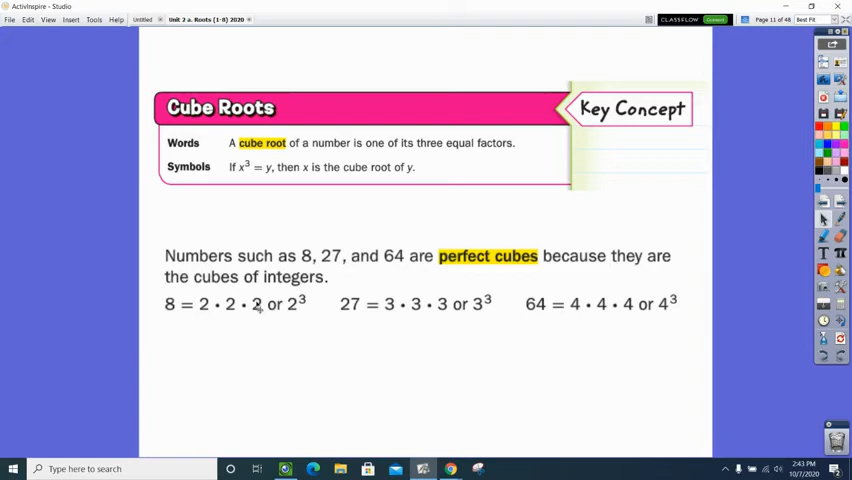 ActivInspire - Studio
File Edit View Insert Tools Help Untitled Unit 2 a. Roots (1-8) 2020 CLASSFLOW Connect Page 11 of 48 Best Fit
Cube Roots
Key Concept
Words A cube root of a number is one of its three equal factors.
Symbols If x³ = y, then x is the cube root of y.
Numbers such as 8, 27, and 64 are perfect cubes because they are
the cubes of integers.
8 = 2 • 2 • 2 or 2³ 27 = 3 • 3 • 3 or 3³ 64 = 4 • 4 • 4 or 4³
Type here to search
2:43 PM
10/7/2020